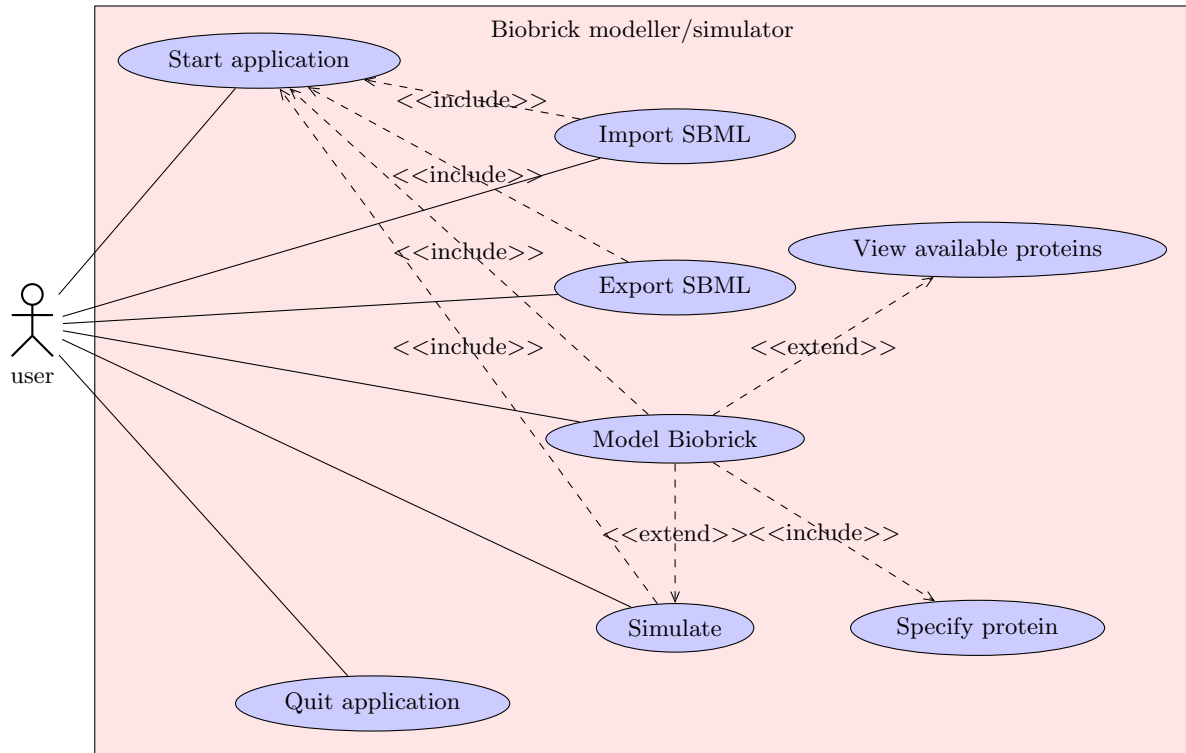 Biobrick modeller/simulator
Start application
<<include>>
Import SBML
<<include>>
<<include>>
View available proteins
Export SBML
<<include>>
<<extend>>
user
Model Biobrick
<<extend>>
<<include>>
Simulate
Specify protein
Quit application